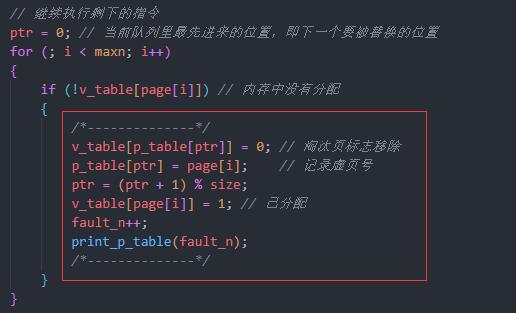 // 继续执行剩下的指令
ptr = 0; // 当前队列里最先进来的位置，即下一个要被替换的位置
for (; i < maxn; i++)
{
    if (!v_table[page[i]]) // 内存中没有分配
    {
        /*--------------*/
        v_table[p_table[ptr]] = 0; // 淘汰页标志移除
        p_table[ptr] = page[i];    // 记录虚页号
        ptr = (ptr + 1) % size;
        v_table[page[i]] = 1; // 已分配
        fault_n++;
        print_p_table(fault_n);
        /*--------------*/
    }
}